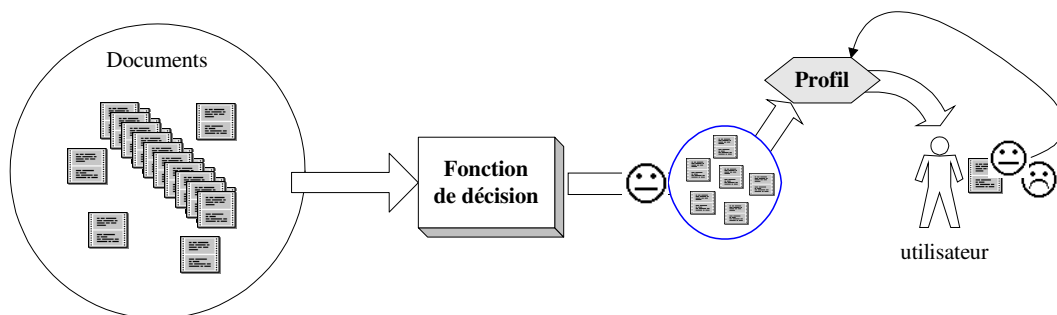 Documents
Fonction
de décision
Profil
utilisateur